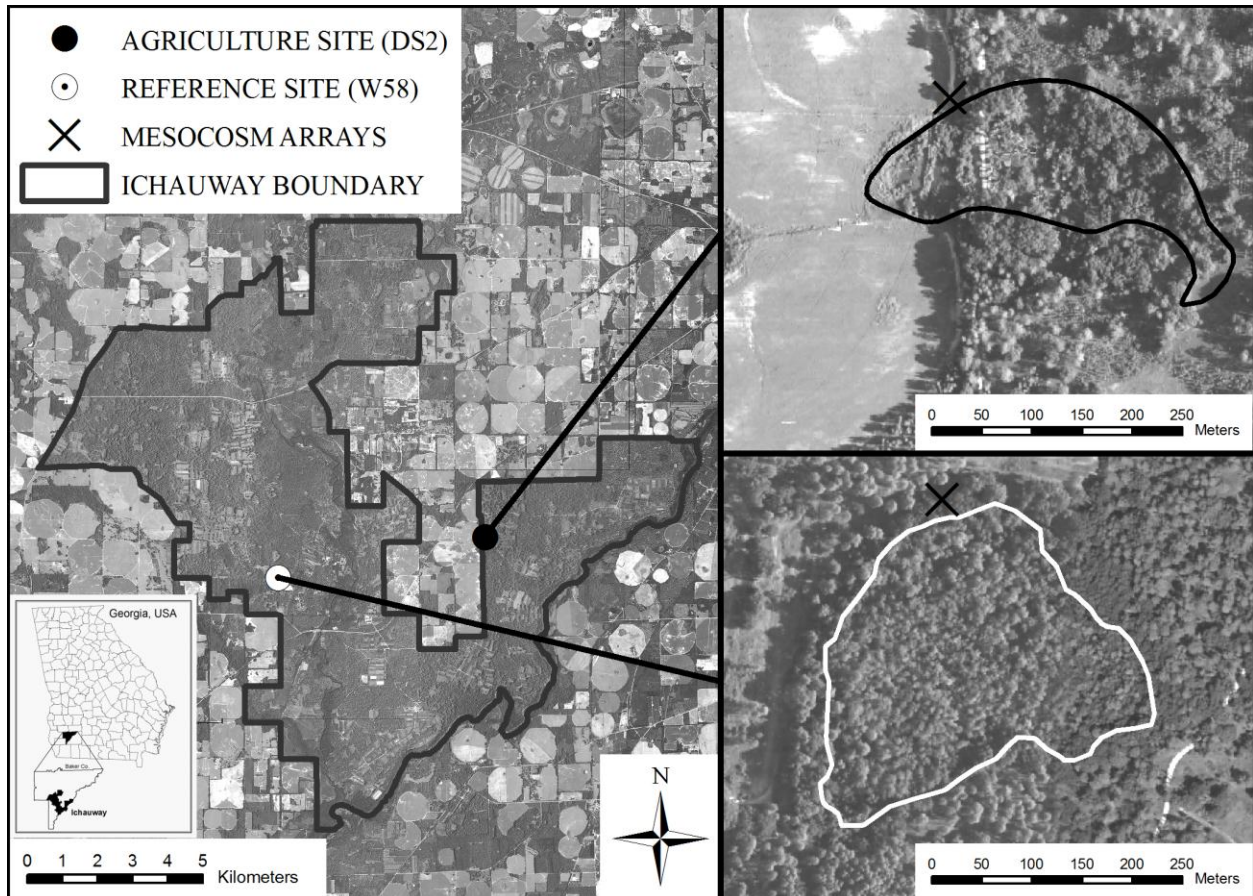 AGRICULTURE SITE (DS2)
REFERENCE SITE (W58)
MESOCOSM ARRAYS
ICHAUWAY BOUNDARY
Georgia, USA
Baker Co.
Ichauway
0 1 2 3 4 5
Kilometers
N
0 50 100 150 200 250
Meters
0 50 100 150 200 250
Meters